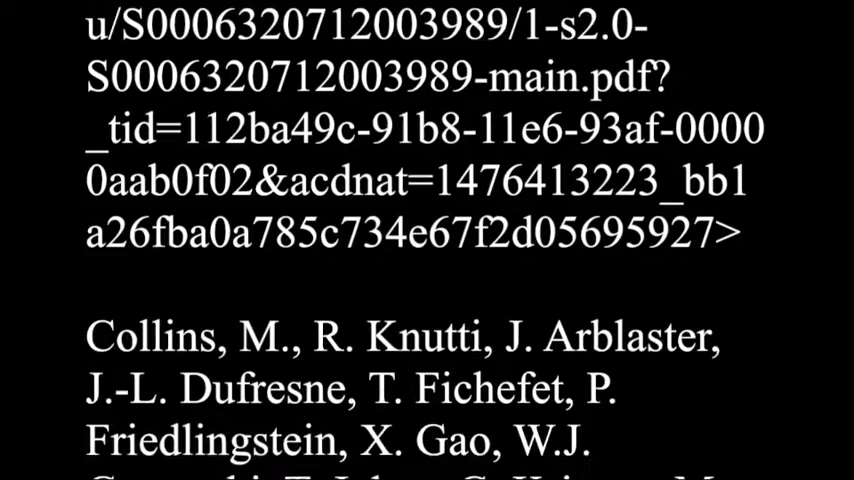 u/S0006320712003989/1-s2.0-
S0006320712003989-main.pdf?
_tid=112ba49c-91b8-11e6-93af-0000
0aab0f02&acdnat=1476413223_bb1
a26fba0a785c734e67f2d05695927>
Collins, M., R. Knutti, J. Arblaster,
J.-L. Dufresne, T. Fichefet, P.
Friedlingstein, X. Gao, W.J.